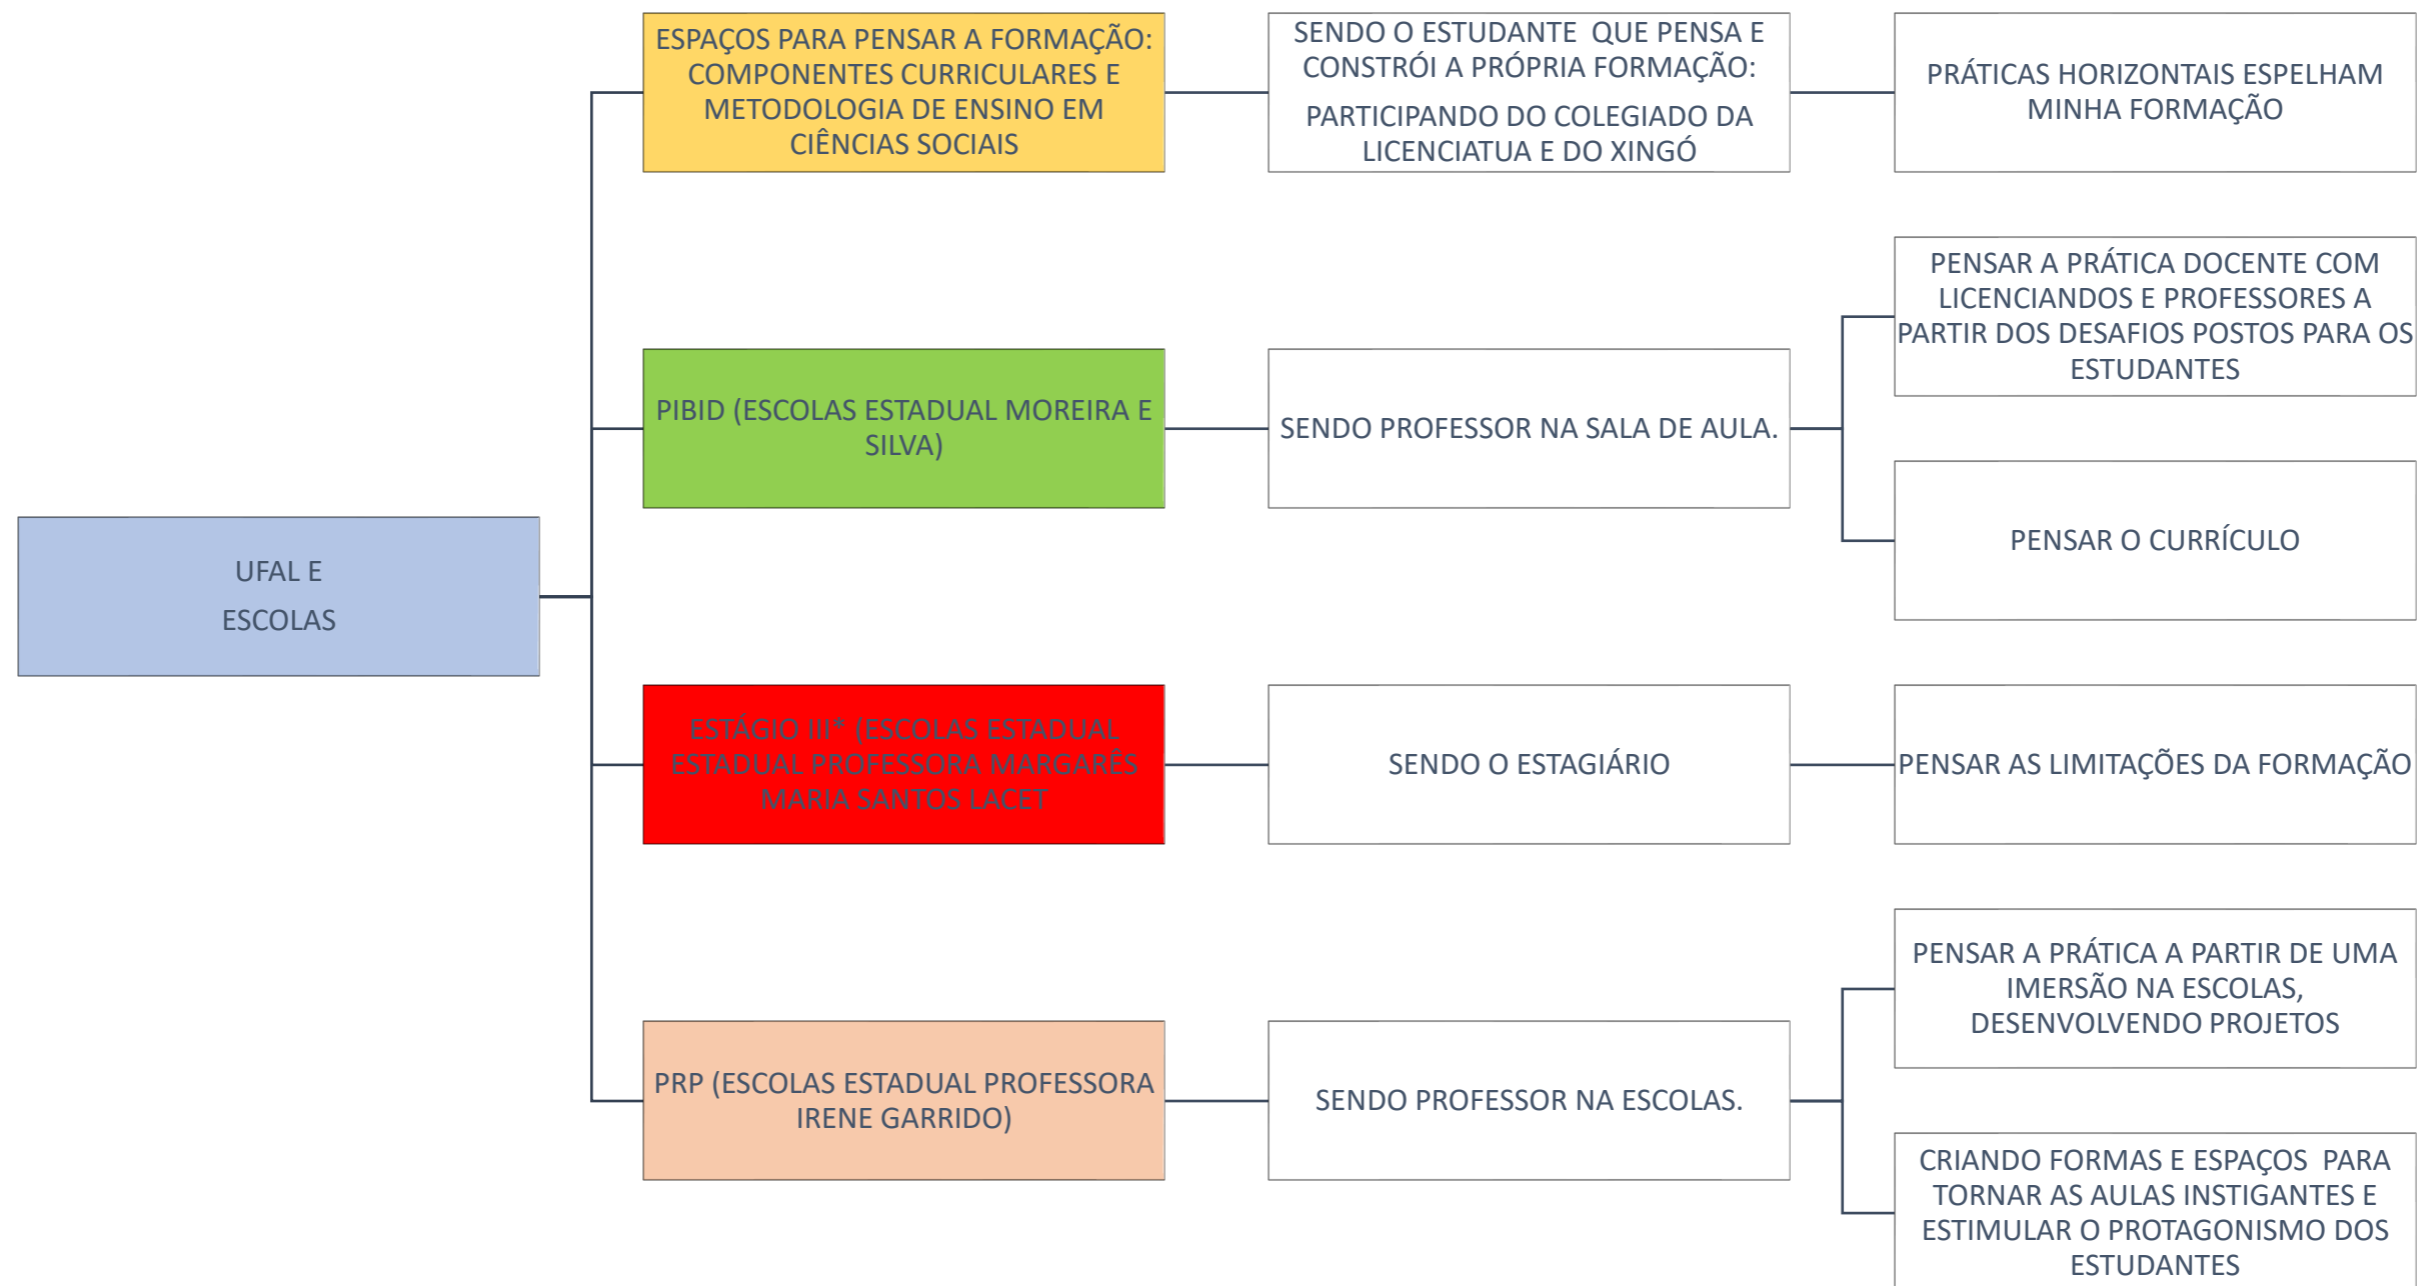 UFAL E
ESCOLAS
ESPAÇOS PARA PENSAR A FORMAÇÃO:
COMPONENTES CURRICULARES E
METODOLOGIA DE ENSINO EM
CIÊNCIAS SOCIAIS
SENDO O ESTUDANTE QUE PENSA E
CONSTRÓI A PRÓPRIA FORMAÇÃO:
PARTICIPANDO DO COLEGIADO DA
LICENCIATUA E DO XINGÓ
PRÁTICAS HORIZONTAIS ESPELHAM
MINHA FORMAÇÃO
PIBID (ESCOLAS ESTADUAL MOREIRA E
SILVA)
SENDO PROFESSOR NA SALA DE AULA.
PENSAR A PRÁTICA DOCENTE COM
LICENCIANDOS E PROFESSORES A
PARTIR DOS DESAFIOS POSTOS PARA OS
ESTUDANTES
PENSAR O CURRÍCULO
ESTÁGIO III* (ESCOLAS ESTADUAL
ESTADUAL PROFESSORA MARGARÊS
MARIA SANTOS LACET
SENDO O ESTAGIÁRIO
PENSAR AS LIMITAÇÕES DA FORMAÇÃO
PRP (ESCOLAS ESTADUAL PROFESSORA
IRENE GARRIDO)
SENDO PROFESSOR NA ESCOLAS.
PENSAR A PRÁTICA A PARTIR DE UMA
IMERSÃO NA ESCOLAS,
DESENVOLVENDO PROJETOS
CRIANDO FORMAS E ESPAÇOS PARA
TORNAR AS AULAS INSTIGANTES E
ESTIMULAR O PROTAGONISMO DOS
ESTUDANTES